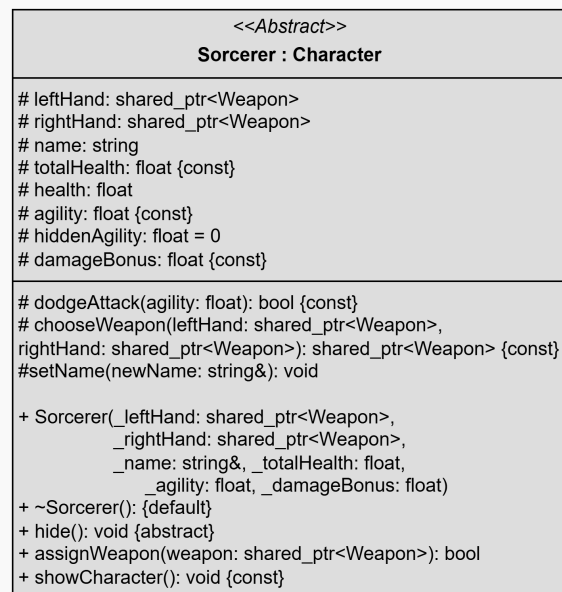 <<Abstract>>
Sorcerer : Character
# leftHand: shared_ptr<Weapon>
# rightHand: shared_ptr<Weapon>
# name: string
# totalHealth: float {const}
# health: float
# agility: float {const}
# hiddenAgility: float = 0
# damageBonus: float {const}
# dodgeAttack(agility: float): bool {const}
# chooseWeapon(leftHand: shared_ptr<Weapon>,
rightHand: shared_ptr<Weapon>): shared_ptr<Weapon> {const}
#setName(newName: string&): void
+ Sorcerer(_leftHand: shared_ptr<Weapon>,
_rightHand: shared_ptr<Weapon>,
_name: string&, _totalHealth: float,
_agility: float, _damageBonus: float)
+ ~Sorcerer(): {default}
+ hide(): void {abstract}
+ assignWeapon(weapon: shared_ptr<Weapon>): bool
+ showCharacter(): void {const}